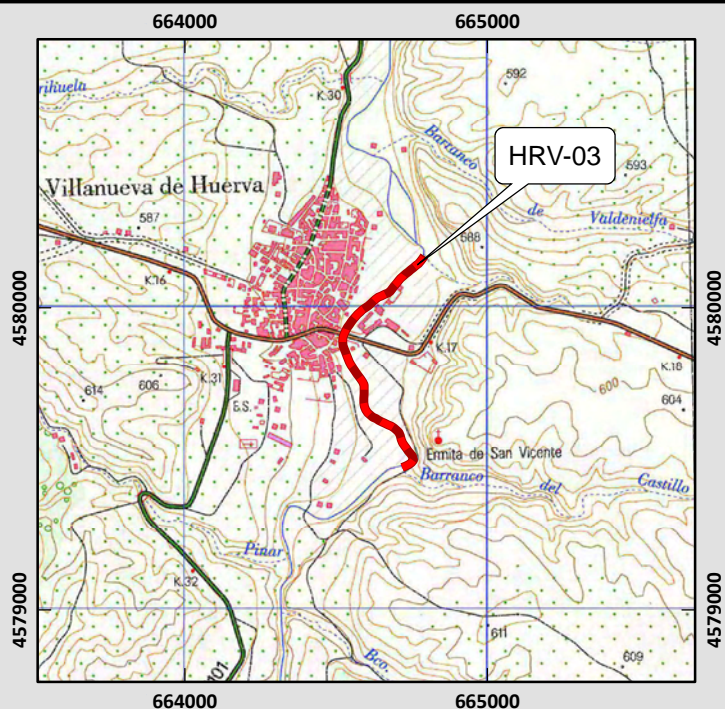 664000
665000
592
K.30
rihuela
Barranco
HRV-03
593
Villanueva de Huerva
de
Valdenielfa
587
588
K.16
4580000
4580000
K.17
K.18
K.31
614
606
600
604
E.S.
Ermita de San Vicente
Barranco
del
Castillo
Pinar
K.32
4579000
4579000
611
609
Bco.
101
664000
665000